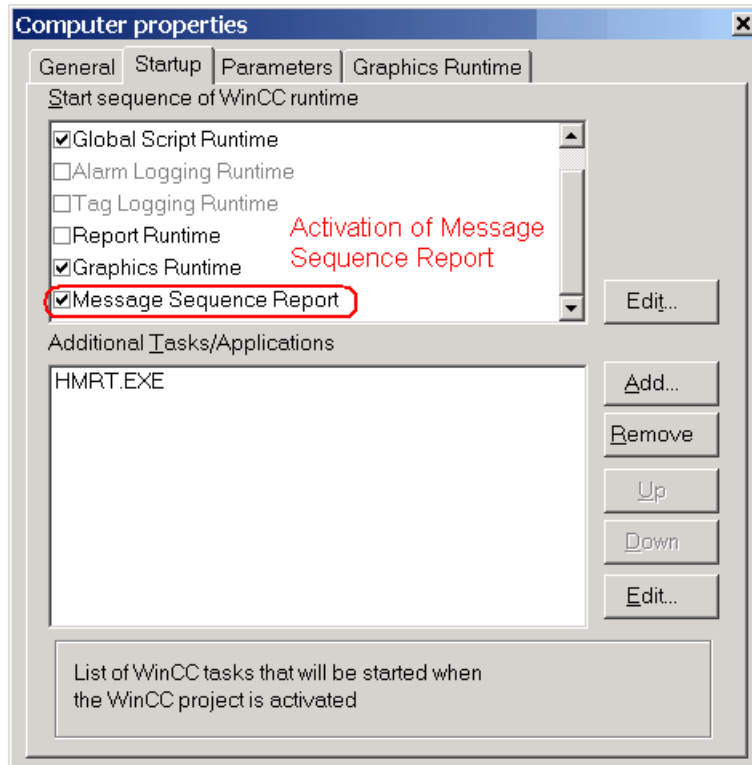 Computer properties
General Startup Parameters Graphics Runtime
Start sequence of WinCC runtime
Global Script Runtime
Alarm Logging Runtime
Tag Logging Runtime
Report Runtime
Activation of Message
Sequence Report
Graphics Runtime
Message Sequence Report
Edit...
Additional Tasks/Applications
HMRT.EXE
Add...
Remove
Up
Down
Edit...
List of WinCC tasks that will be started when
the WinCC project is activated